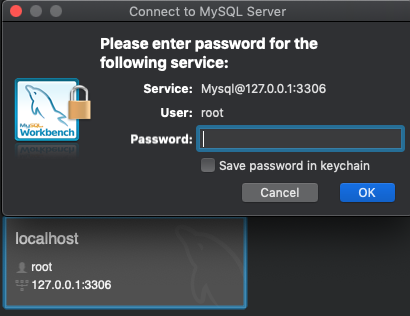 Connect to MySQL Server
Please enter password for the
following service:
Service: Mysql@127.0.0.1:3306
User: root
Password:
MySQL
Workbench
Save password in keychain
Cancel
OK
localhost
root
127.0.0.1:3306